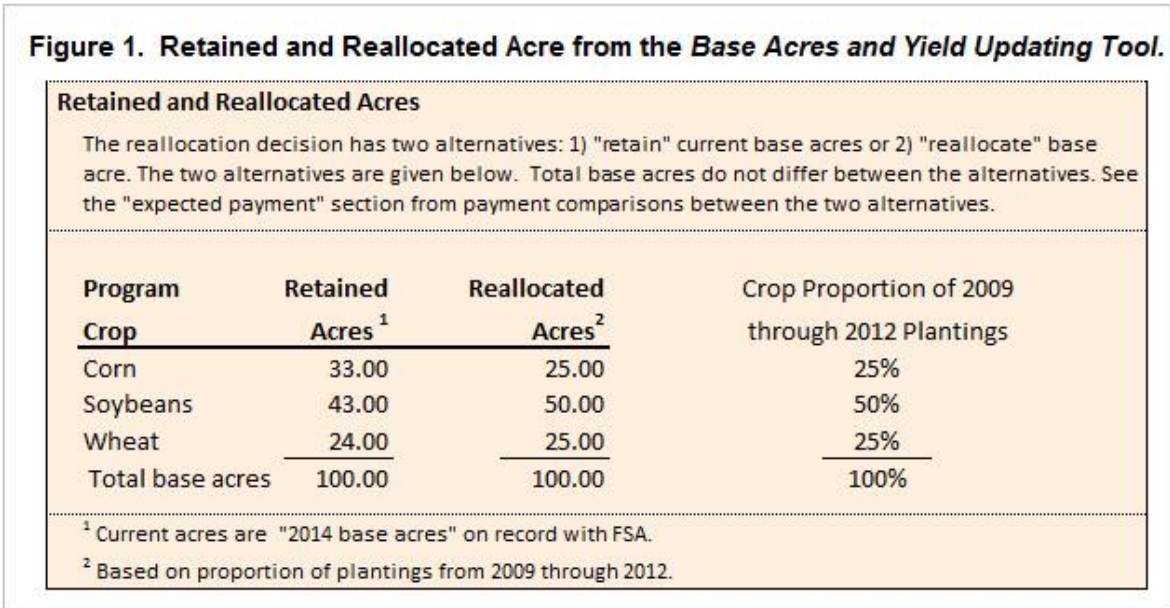 Figure 1. Retained and Reallocated Acre from the Base Acres and Yield Updating Tool.
Retained and Reallocated Acres
The reallocation decision has two alternatives: 1) "retain" current base acres or 2) "reallocate" base
acre. The two alternatives are given below. Total base acres do not differ between the alternatives. See
the "expected payment" section from payment comparisons between the two alternatives.
Program Retained Reallocated Crop Proportion of 2009
Crop Acres 1 Acres2 through 2012 Plantings
Corn 33.00 25.00 25%
Soybeans 43.00 50.00 50%
Wheat 24.00 25.00 25%
Total base acres 100.00 100.00 100%
1 Current acres are "2014 base acres" on record with FSA.
2 Based on proportion of plantings from 2009 through 2012.